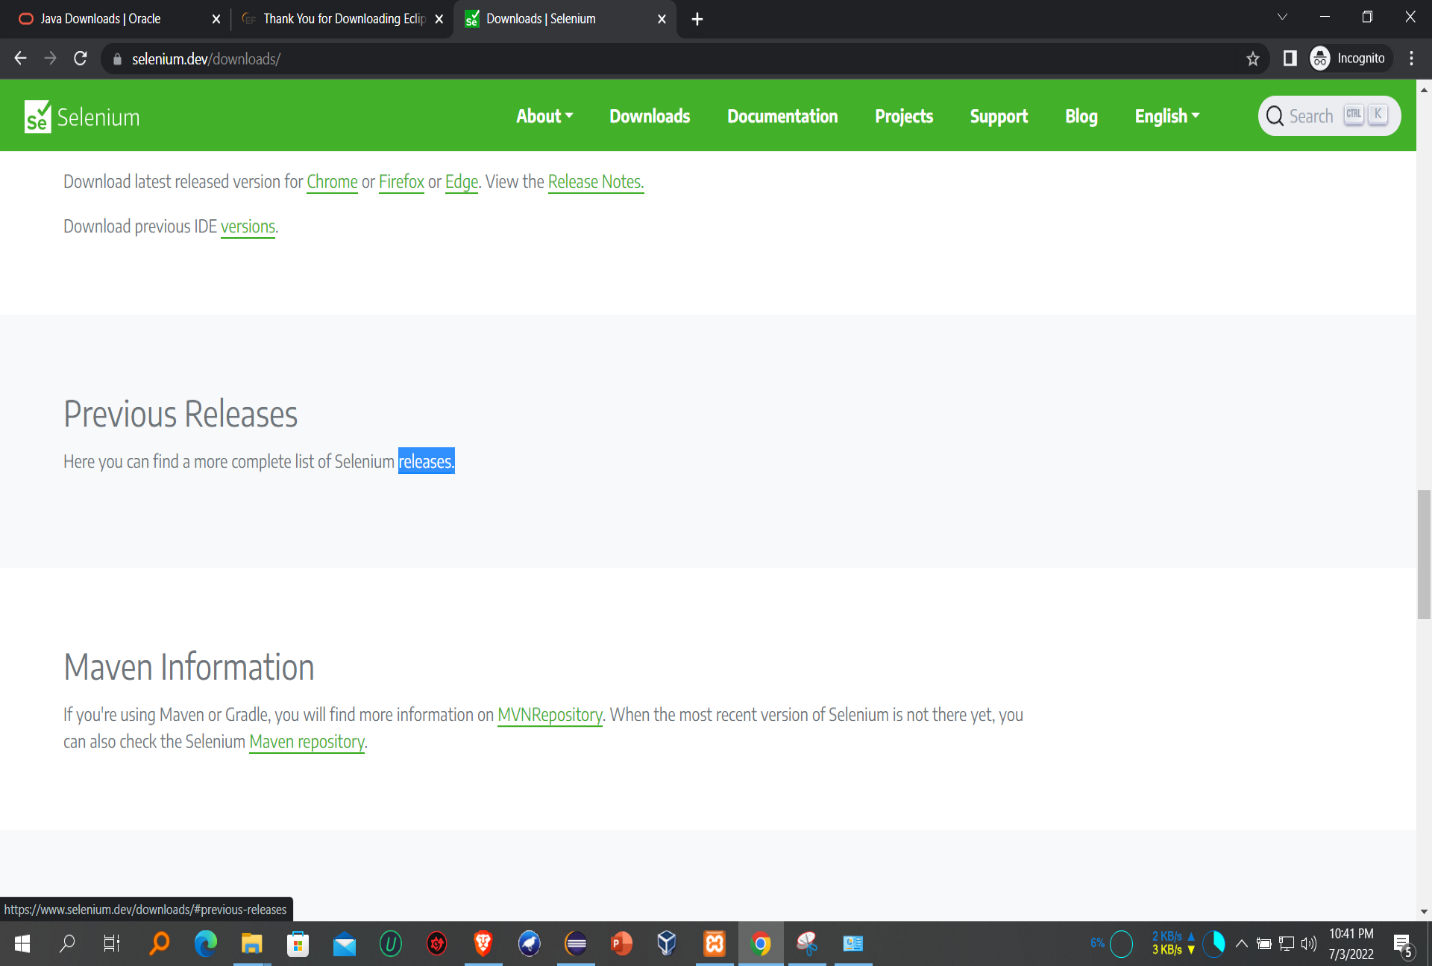 Java Downloads | Oracle
Thank You for Downloading Eclip
Downloads | Selenium
selenium.dev/downloads/
Incognito
Se Selenium
About
Downloads
Documentation
Projects
Support
Blog
English
Search CTRL K
Download latest released version for Chrome or Firefox or Edge. View the Release Notes.
Download previous IDE versions.
Previous Releases
Here you can find a more complete list of Selenium releases.
Maven Information
If you're using Maven or Gradle, you will find more information on MVNRepository. When the most recent version of Selenium is not there yet, you
can also check the Selenium Maven repository.
https://www.selenium.dev/downloads/#previous-releases
6%
2 KB/s
3 KB/s
10:41 PM
7/3/2022
5